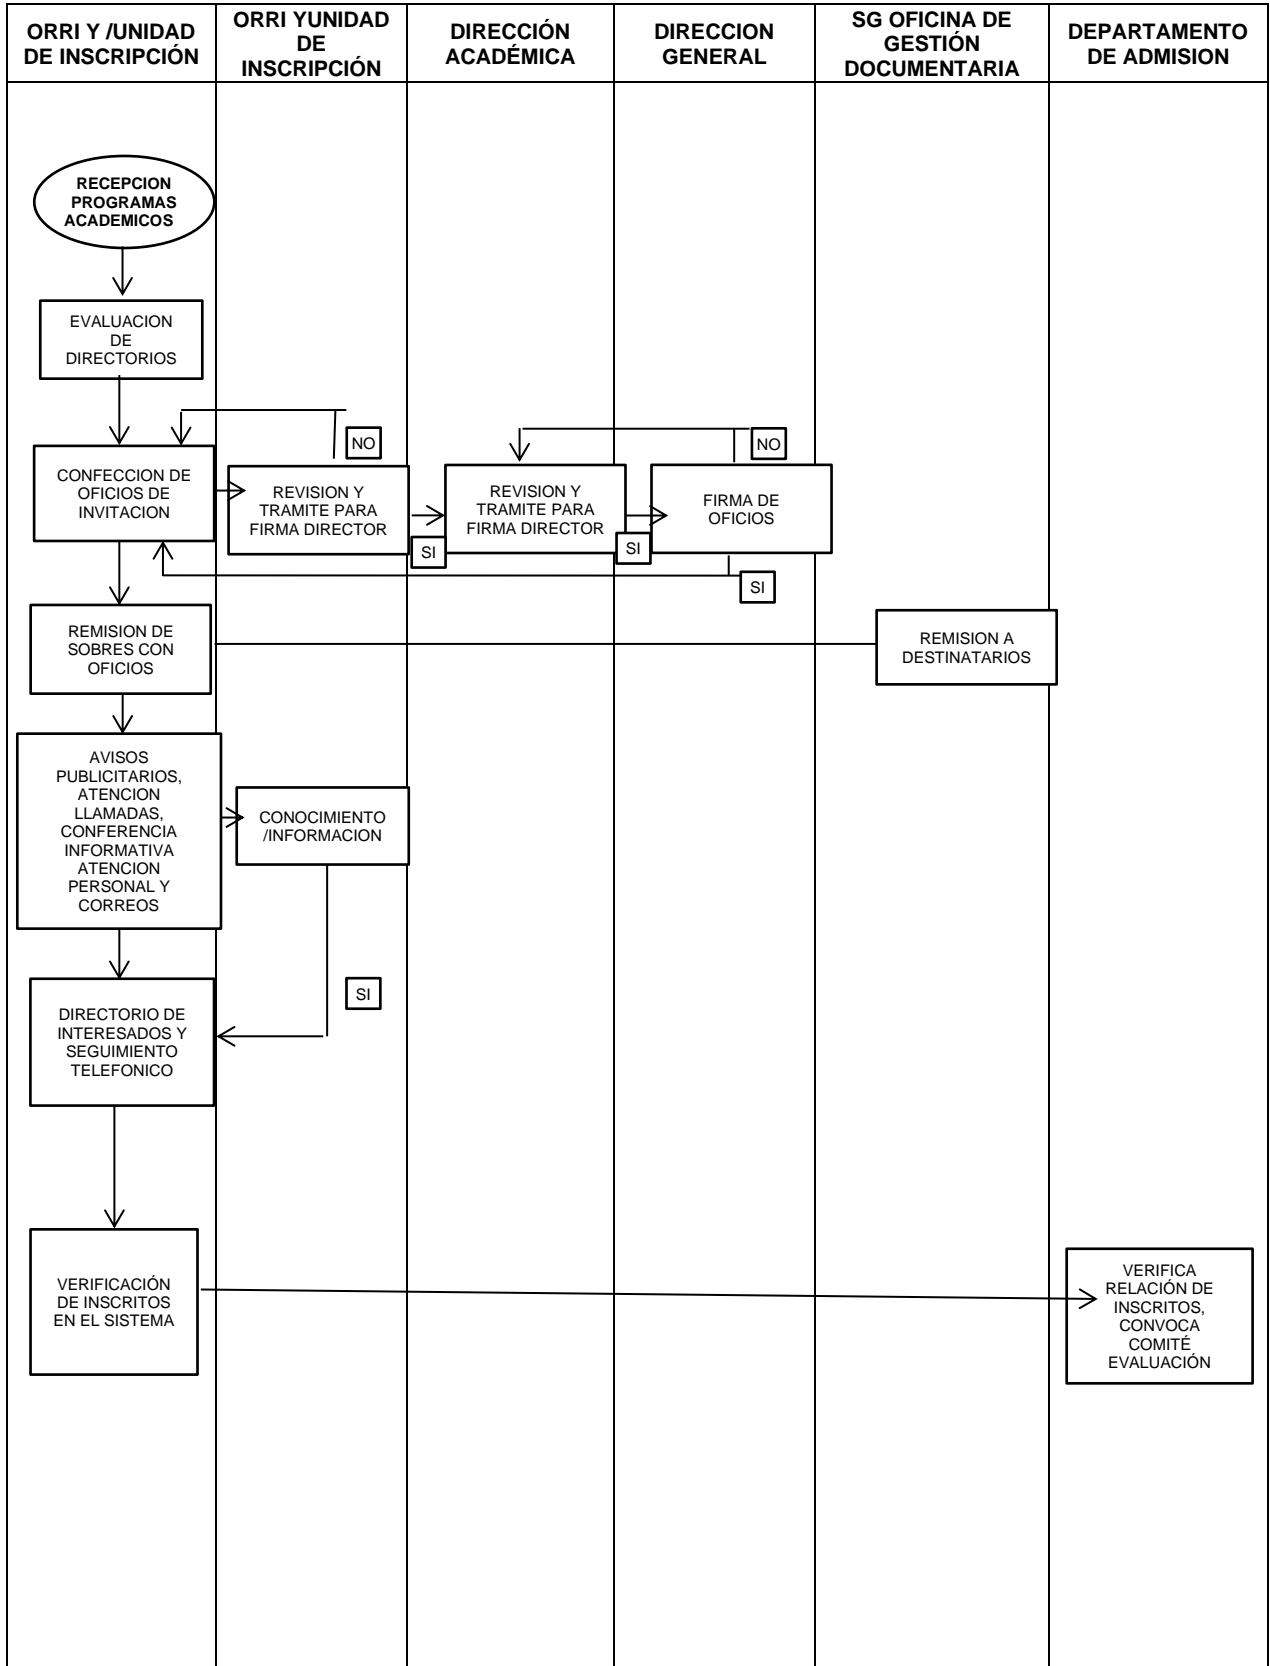 ORRI Y /UNIDAD
DE INSCRIPCIÓN
ORRI YUNIDAD
DE
INSCRIPCIÓN
DIRECCIÓN
ACADÉMICA
DIRECCION
GENERAL
SG OFICINA DE
GESTIÓN
DOCUMENTARIA
DEPARTAMENTO
DE ADMISION
RECEPCION
PROGRAMAS
ACADEMICOS
EVALUACION
DE
DIRECTORIOS
NO
NO
CONFECCION DE
OFICIOS DE
INVITACION
REVISION Y
TRAMITE PARA
FIRMA DIRECTOR
REVISION Y
TRAMITE PARA
FIRMA DIRECTOR
FIRMA DE
OFICIOS
SI
SI
SI
REMISION DE
SOBRES CON
OFICIOS
REMISION A
DESTINATARIOS
AVISOS
PUBLICITARIOS,
ATENCION
LLAMADAS,
CONFERENCIA
INFORMATIVA
ATENCION
PERSONAL Y
CORREOS
CONOCIMIENTO
/INFORMACION
SI
DIRECTORIO DE
INTERESADOS Y
SEGUIMIENTO
TELEFONICO
VERIFICACIÓN
DE INSCRITOS
EN EL SISTEMA
VERIFICA
RELACIÓN DE
INSCRITOS,
CONVOCA
COMITÉ
EVALUACIÓN